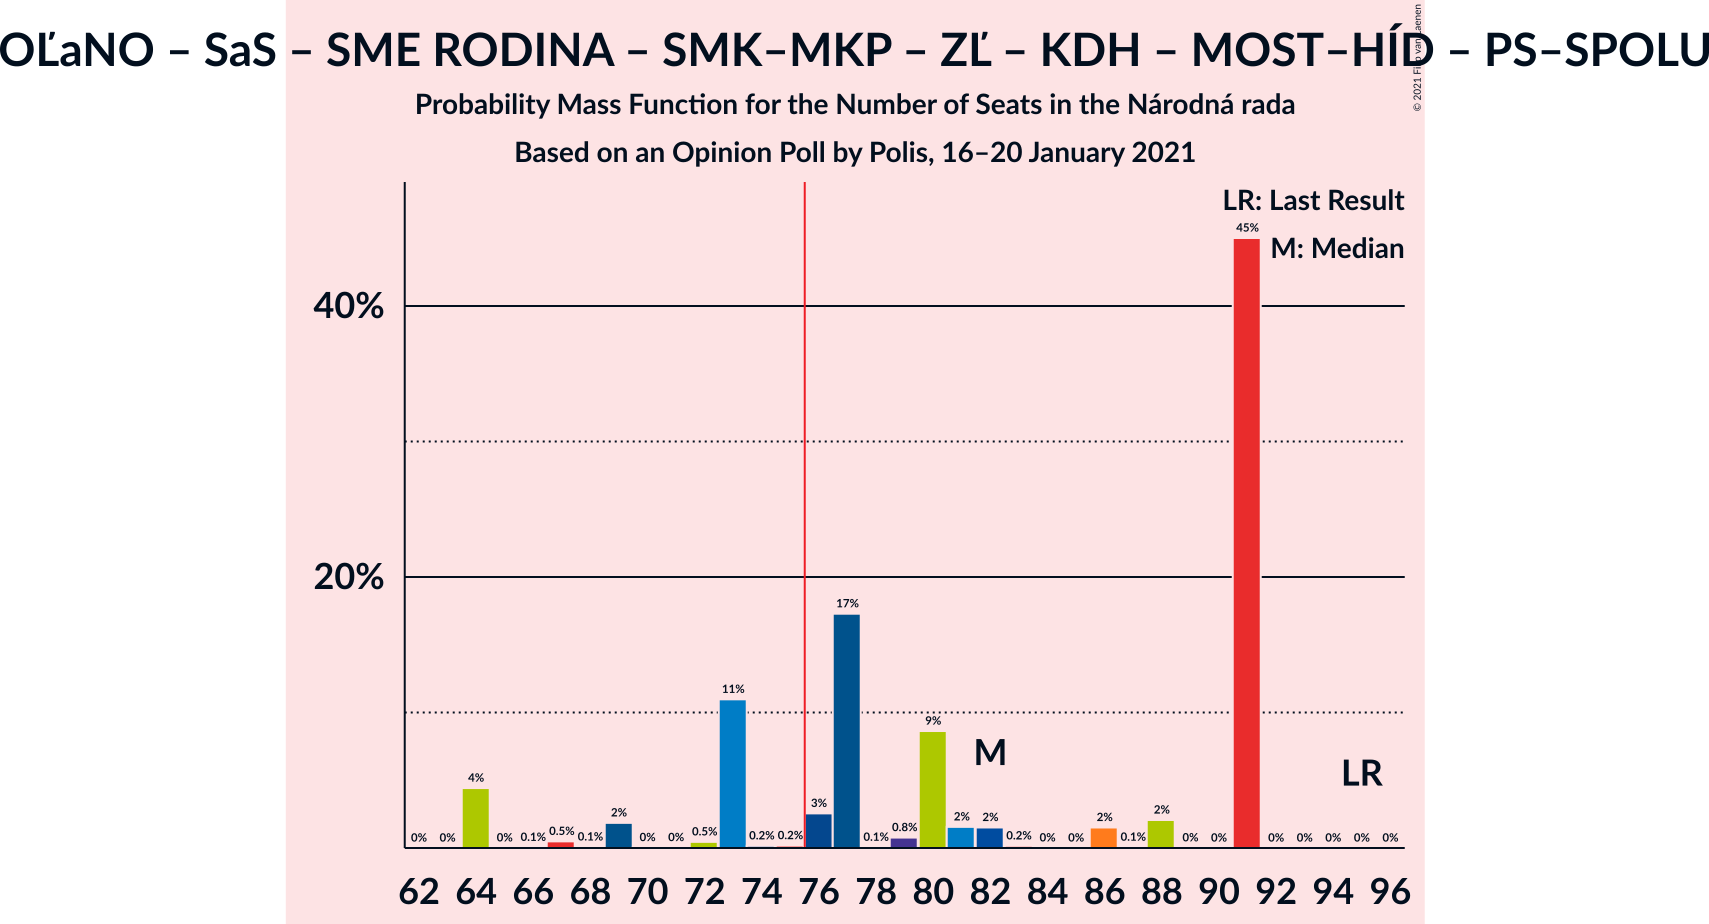 OĽaNO – SaS – SME RODINA – SMK–MKP – ZĽ – KDH – MOST–HÍD – PS–SPOLU
Probability Mass Function for the Number of Seats in the Národná rada
Based on an Opinion Poll by Polis, 16–20 January 2021
© 2021 Filip van Laenen
LR: Last Result
M: Median
40%
20%
0% 0% 4% 0% 0.1% 0.5% 0.1% 2% 0% 0% 0.5% 11% 0.2% 0.2% 3% 17% 0.1% 0.8% 9% 2% 2% 0.2% 0% 0% 2% 0.1% 2% 0% 0% 45% 0% 0% 0% 0% 0%
M
LR
62 64 66 68 70 72 74 76 78 80 82 84 86 88 90 92 94 96